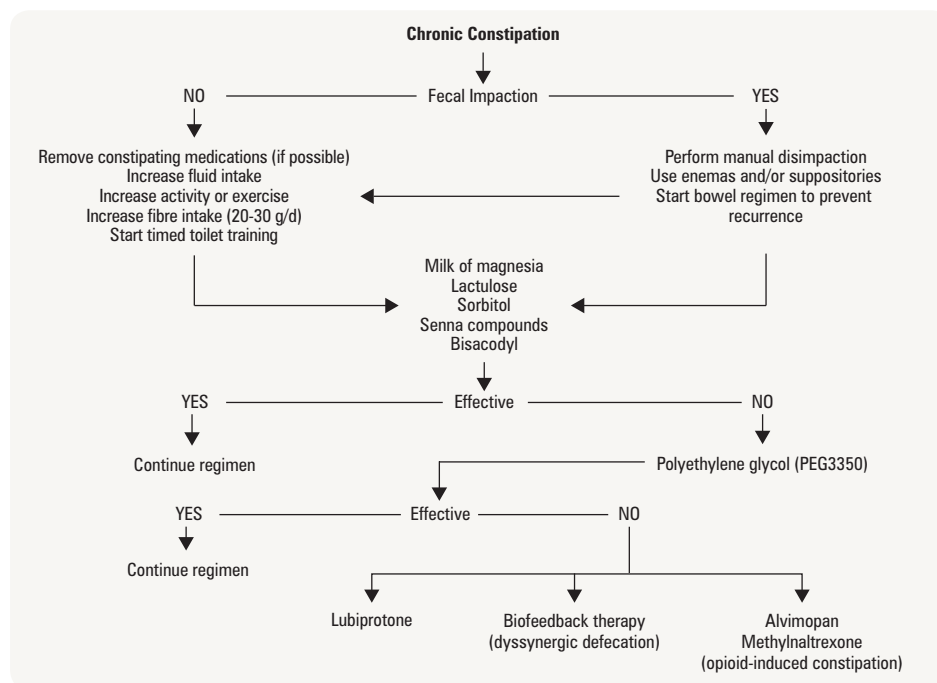 Chronic Constipation
NO
Fecal Impaction
YES
Remove constipating medications (if possible)
Increase fluid intake
Increase activity or exercise
Increase fibre intake (20-30 g/d)
Start timed toilet training
Perform manual disimpaction
Use enemas and/or suppositories
Start bowel regimen to prevent
recurrence
Milk of magnesia
Lactulose
Sorbitol
Senna compounds
Bisacodyl
YES
Effective
NO
Continue regimen
Polyethylene glycol (PEG3350)
YES
Effective
NO
Continue regimen
Lubiprotone
Biofeedback therapy
(dyssynergic defecation)
Alvimopan
Methylnaltrexone
(opioid-induced constipation)